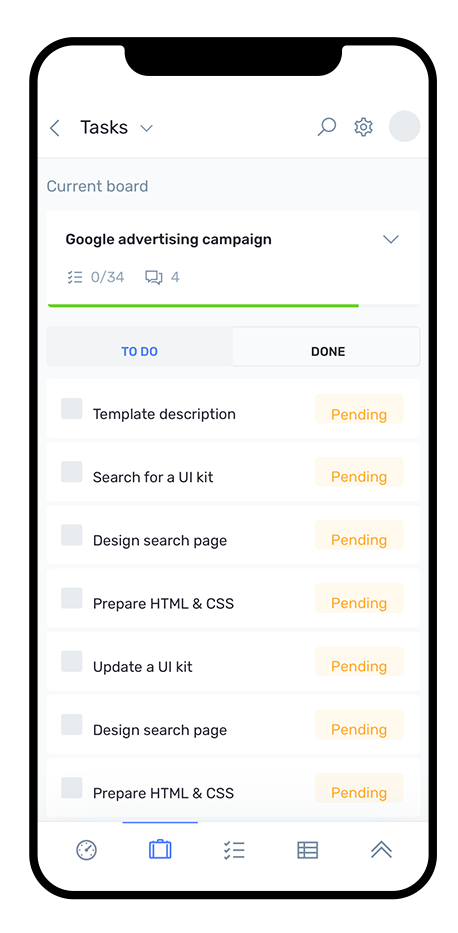 Tasks
Current board
Google advertising campaign
0/34 4
TO DO DONE
Template description Pending
Search for a UI kit Pending
Design search page Pending
Prepare HTML & CSS Pending
Update a UI kit Pending
Design search page Pending
Prepare HTML & CSS Pending